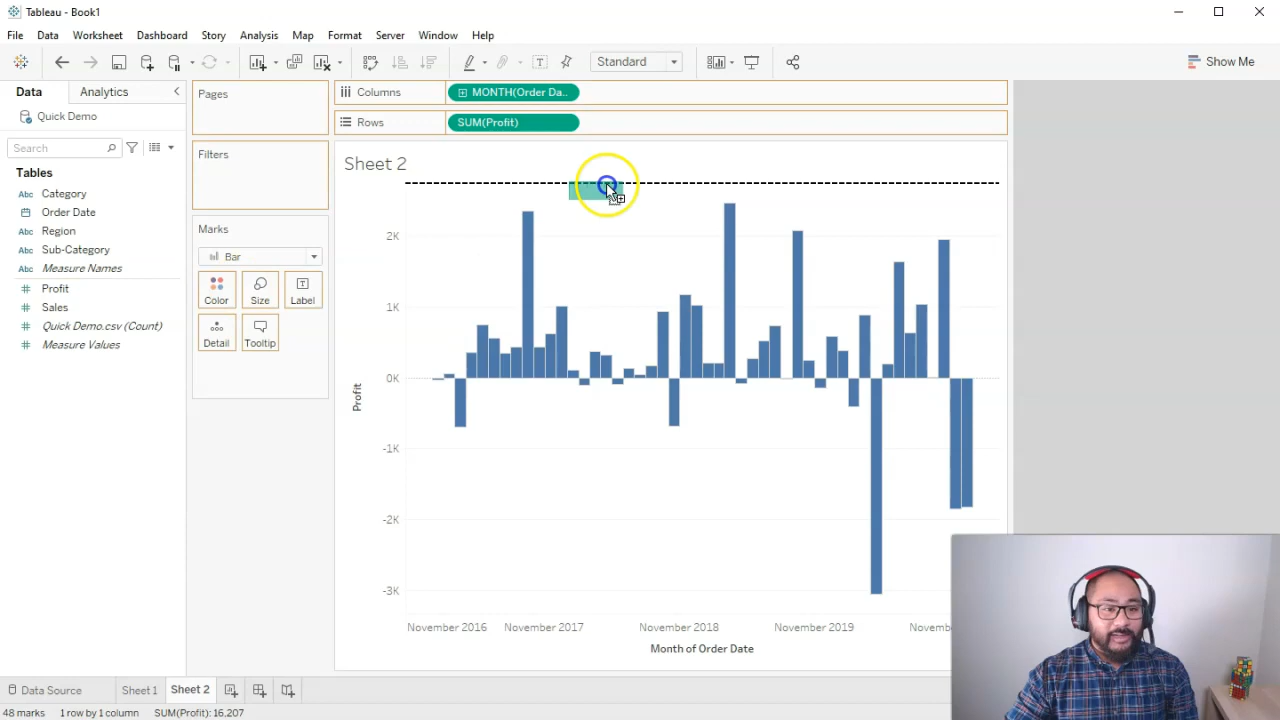 Tableau - Book1
File Data Worksheet Dashboard Story Analysis Map Format Server Window Help
Standard
Show Me
Data Analytics
Quick Demo
Search
Tables
Abc Category
Order Date
Abc Region
Abc Sub-Category
Abc Measure Names
Profit
Sales
Quick Demo.csv (Count)
Measure Values
Pages
Filters
Marks
Bar
Color Size Label
Detail Tooltip
Columns MONTH(Order Da..
Rows SUM(Profit)
Sheet 2
2K
1K
0K
-1K
-2K
-3K
Profit
November 2016 November 2017 November 2018 November 2019 Novem
Month of Order Date
Data Source Sheet 1 Sheet 2
48 marks 1 row by 1 column SUM(Profit): 16,207